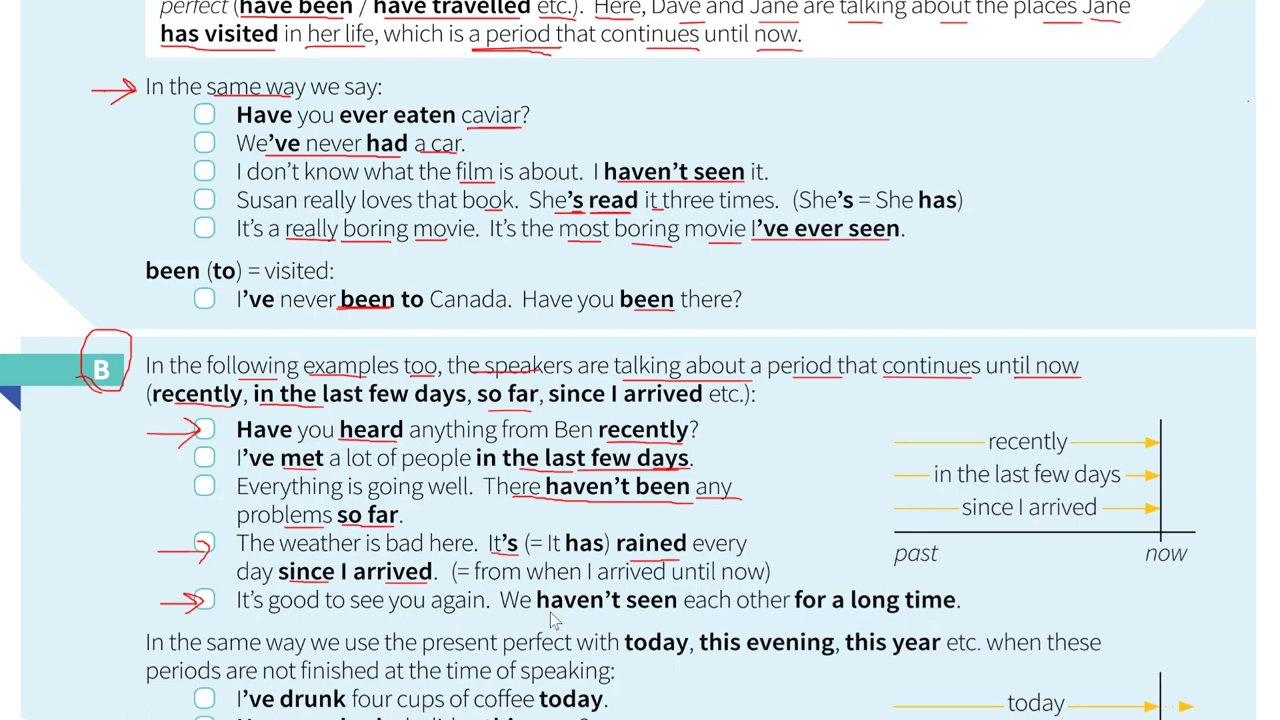 perfect (have been / have travelled etc.). Here, Dave and Jane are talking about the places Jane
has visited in her life, which is a period that continues until now.
In the same way we say:
Have you ever eaten caviar?
We've never had a car.
I don't know what the film is about. I haven't seen it.
Susan really loves that book. She's read it three times. (She's = She has)
It's a really boring movie. It's the most boring movie I've ever seen.
been (to) = visited:
I've never been to Canada. Have you been there?
B
In the following examples too, the speakers are talking about a period that continues until now
(recently, in the last few days, so far, since I arrived etc.):
Have you heard anything from Ben recently?
I've met a lot of people in the last few days.
Everything is going well. There haven't been any
problems so far.
The weather is bad here. It's (= It has) rained every
day since I arrived. (= from when I arrived until now)
It's good to see you again. We haven't seen each other for a long time.
recently
in the last few days
since I arrived
past now
In the same way we use the present perfect with today, this evening, this year etc. when these
periods are not finished at the time of speaking:
I've drunk four cups of coffee today.
today